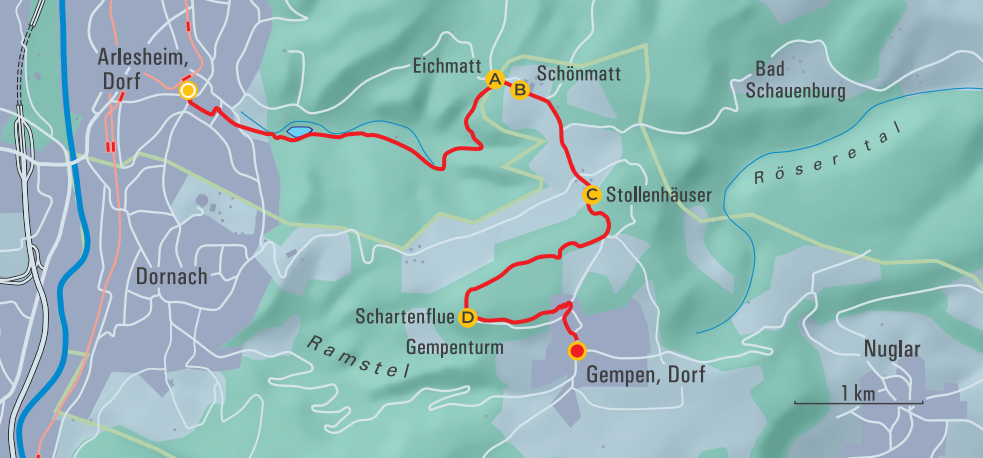 Arlesheim,
Dorf
Eichmatt
A
B
Schönmatt
Bad
Schauenburg
Röseretal
C
Stollenhäuser
Dornach
Schartenflue
D
Gempenturm
Ramstel
Gempen, Dorf
Nuglar
1 km